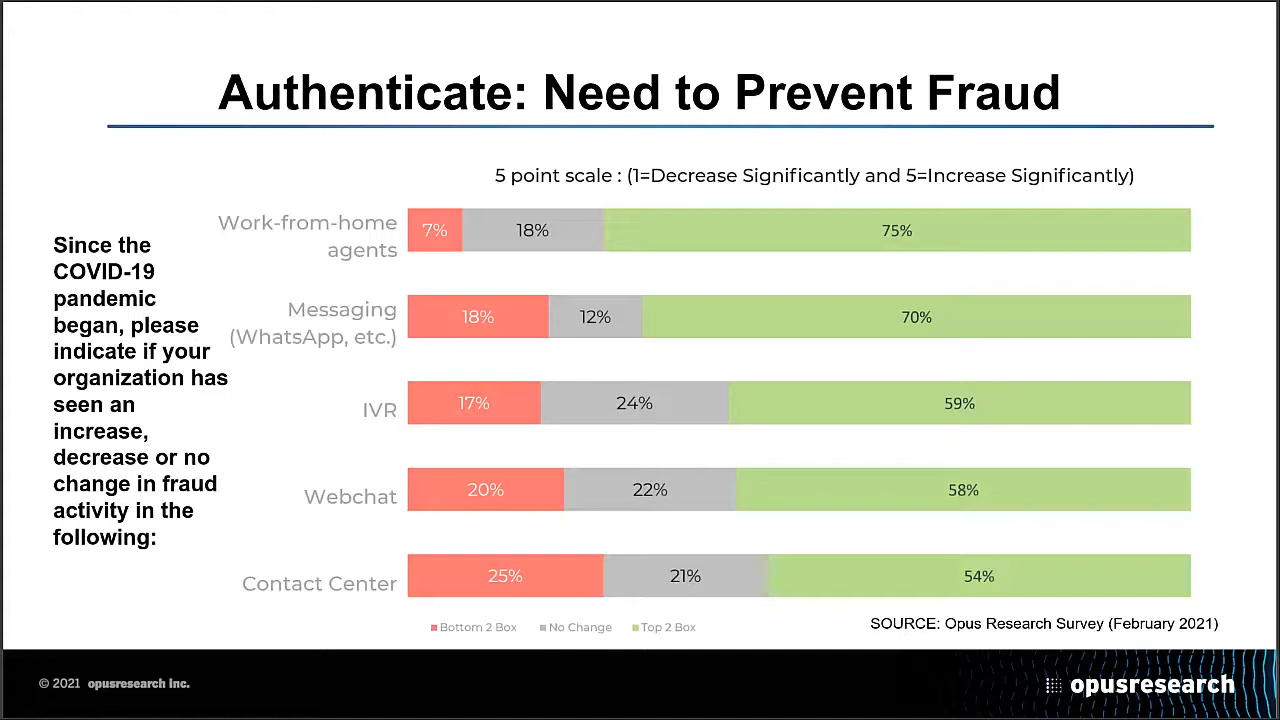 Authenticate: Need to Prevent Fraud
5 point scale : (1=Decrease Significantly and 5=Increase Significantly)
Since the
COVID-19
pandemic
began, please
indicate if your
organization has
seen an
increase,
decrease or no
change in fraud
activity in the
following:
Work-from-home
agents
7% 18% 75%
Messaging
(WhatsApp, etc.)
18% 12% 70%
IVR
17% 24% 59%
Webchat
20% 22% 58%
Contact Center
25% 21% 54%
Bottom 2 Box No Change Top 2 Box
SOURCE: Opus Research Survey (February 2021)
© 2021 opusresearch Inc.
opusresearch